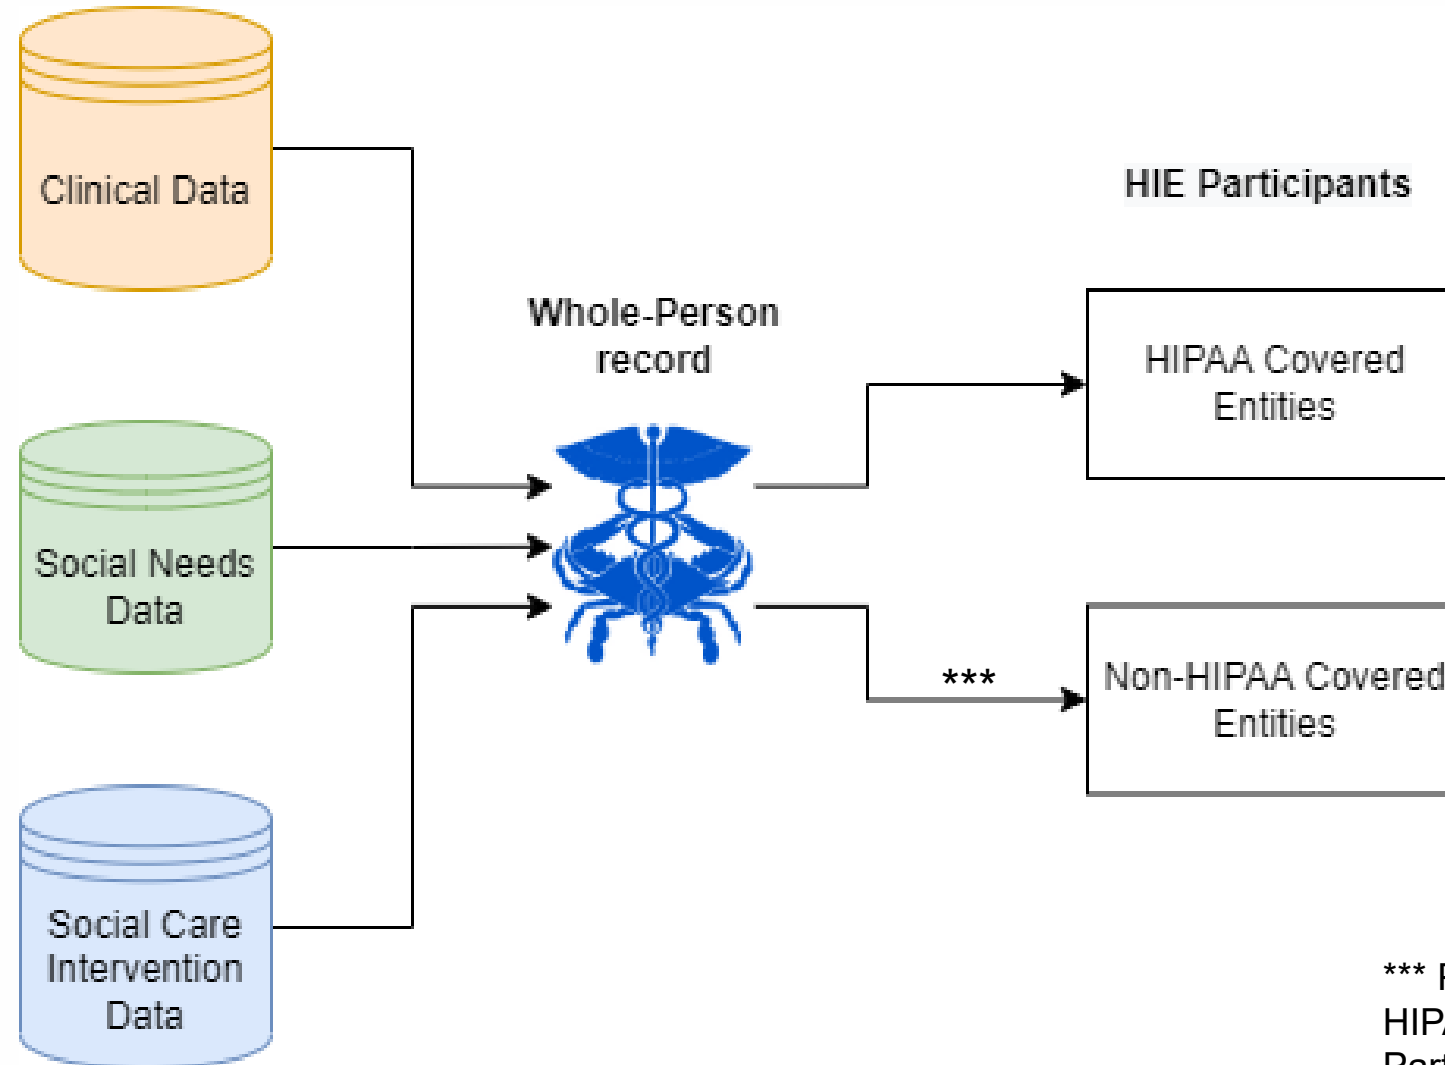 Clinical Data
HIE Participants
Whole-Person
record
HIPAA Covered
Entities
Social Needs
Data
***
Non-HIPAA Covered
Entities
Social Care
Intervention
Data
***